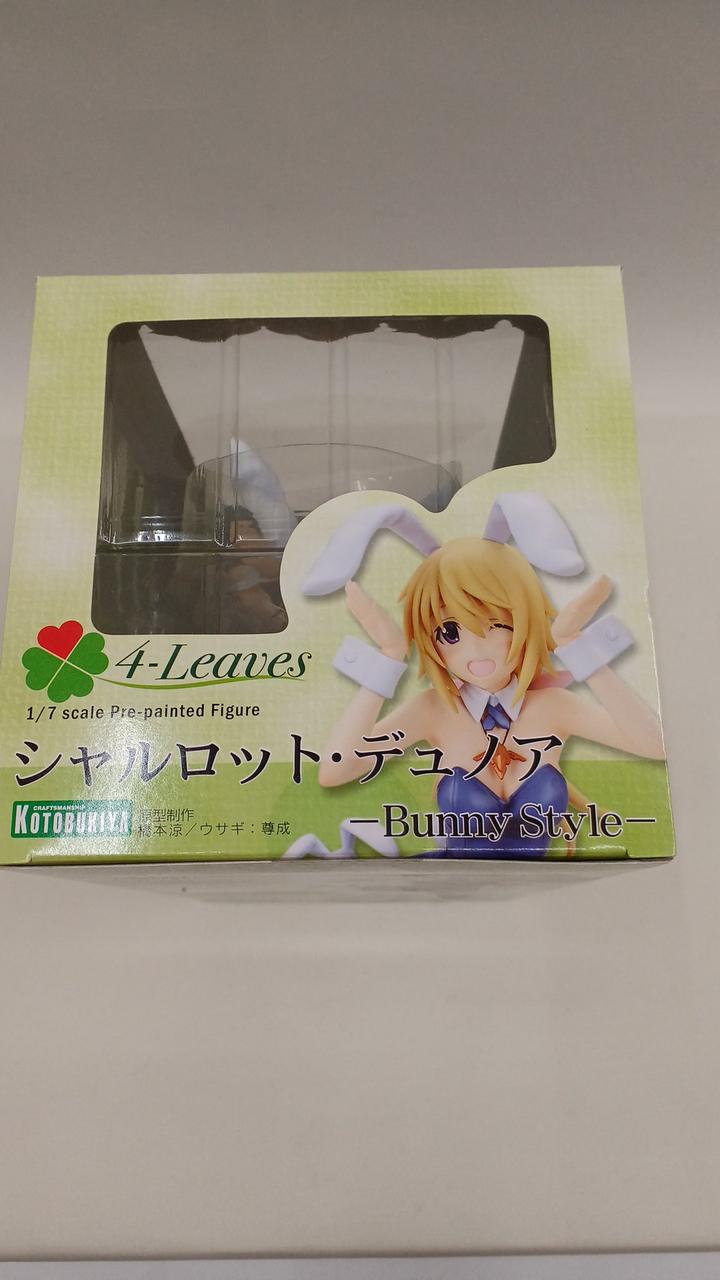 4-Leaves
1/7 scale Pre-painted Figure
シャルロット・デュノア
-Bunny Style-
CRAFTSMANSHIP
KOTOBUKIYA
原型制作
橋本涼/ウサギ:尊成